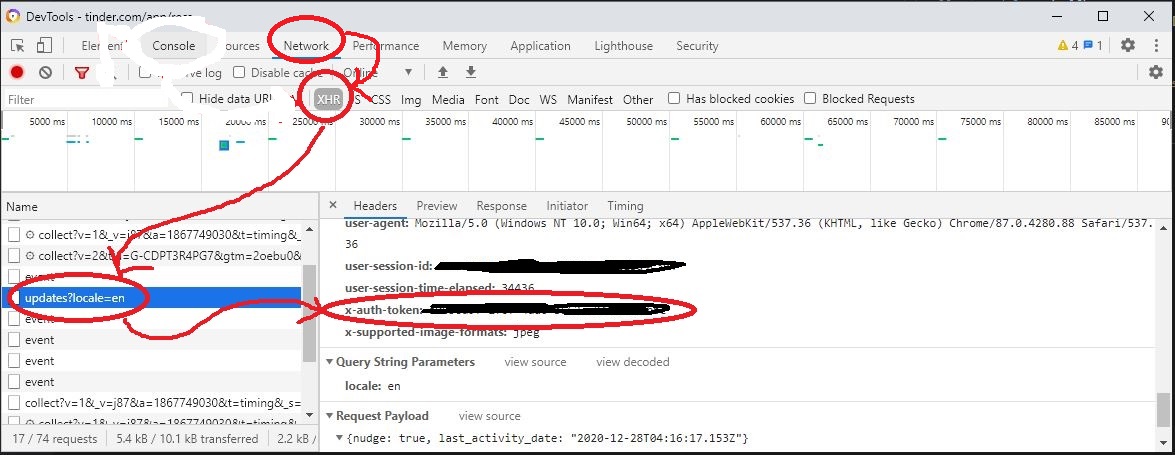 DevTools - tinder.com/app/recs
Console Sources Network Performance Memory Application Lighthouse Security 4 1
log Disable cache Online
Filter Hide data URL XHR JS CSS Img Media Font Doc WS Manifest Other Has blocked cookies Blocked Requests
5000 ms 10000 ms 15000 ms 20000 ms 25000 ms 30000 ms 35000 ms 40000 ms 45000 ms 50000 ms 55000 ms 60000 ms 65000 ms 70000 ms 75000 ms 80000 ms 85000 ms 90
Name
collect?v=1&_v=j87&a=1867749030&t=timing&_
collect?v=2&tid=G-CDPT3R4PG7&gtm=2oebu0&
event
updates?locale=en
event
event
event
event
collect?v=1&_v=j87&a=1867749030&t=timing&_s=
collect?v=1&_v=j87&a=1867749030&t=timing&
17 / 74 requests 5.4 kB / 10.1 kB transferred 2.2 kB /
× Headers Preview Response Initiator Timing
user-agent: Mozilla/5.0 (Windows NT 10.0; Win64; x64) AppleWebKit/537.36 (KHTML, like Gecko) Chrome/87.0.4280.88 Safari/537.
36
user-session-id:
user-session-time-elapsed: 34436
x-auth-token:
x-supported-image-formats: jpeg
Query String Parameters view source view decoded
locale: en
Request Payload view source
{nudge: true, last_activity_date: "2020-12-28T04:16:17.153Z"}